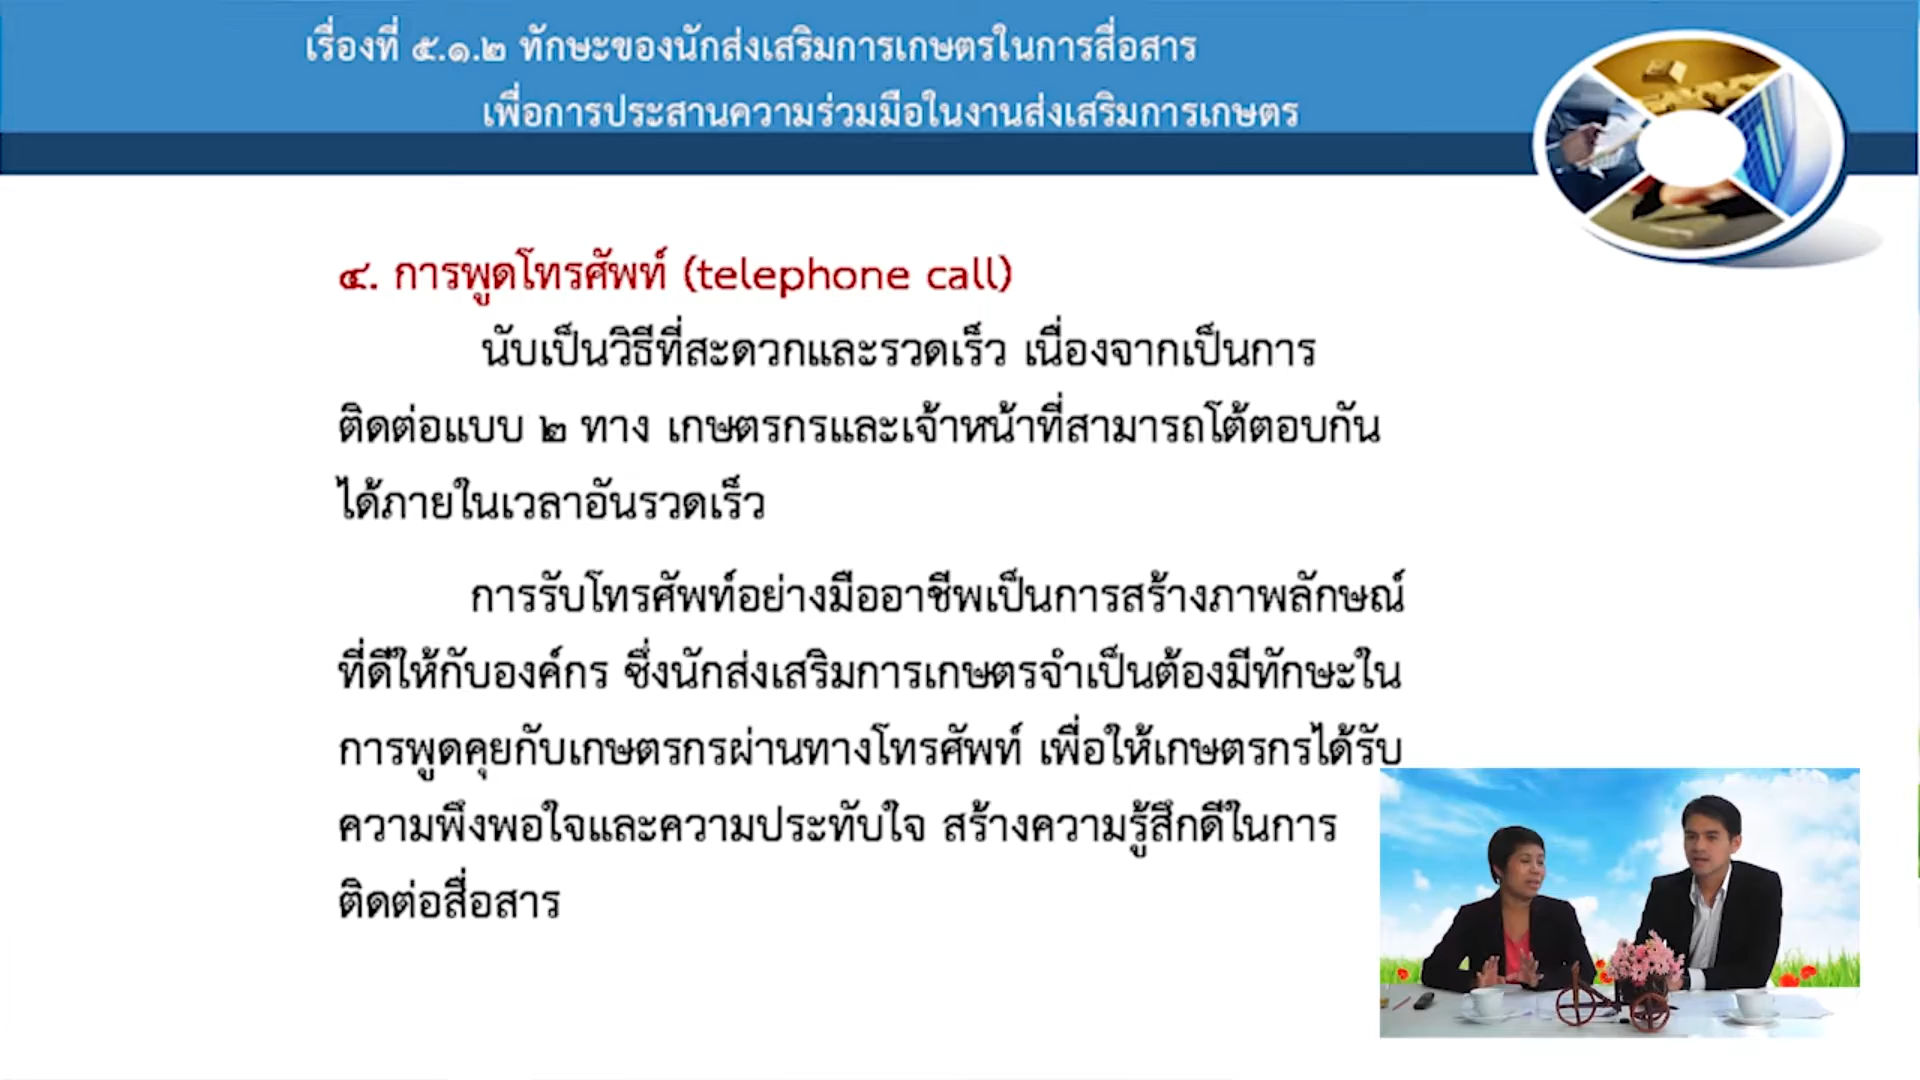 เรื่องที่ ๕.๑.๒ ทักษะของนักส่งเสริมการเกษตรในการสื่อสาร
เพื่อการประสานความร่วมมือในงานส่งเสริมการเกษตร
๔. การพูดโทรศัพท์ (telephone call)
นับเป็นวิธีที่สะดวกและรวดเร็ว เนื่องจากเป็นการ
ติดต่อแบบ ๒ ทาง เกษตรกรและเจ้าหน้าที่สามารถโต้ตอบกัน
ได้ภายในเวลาอันรวดเร็ว
การรับโทรศัพท์อย่างมืออาชีพเป็นการสร้างภาพลักษณ์
ที่ดีให้กับองค์กร ซึ่งนักส่งเสริมการเกษตรจำเป็นต้องมีทักษะใน
การพูดคุยกับเกษตรกรผ่านทางโทรศัพท์ เพื่อให้เกษตรกรได้รับ
ความพึงพอใจและความประทับใจ สร้างความรู้สึกดีในการ
ติดต่อสื่อสาร